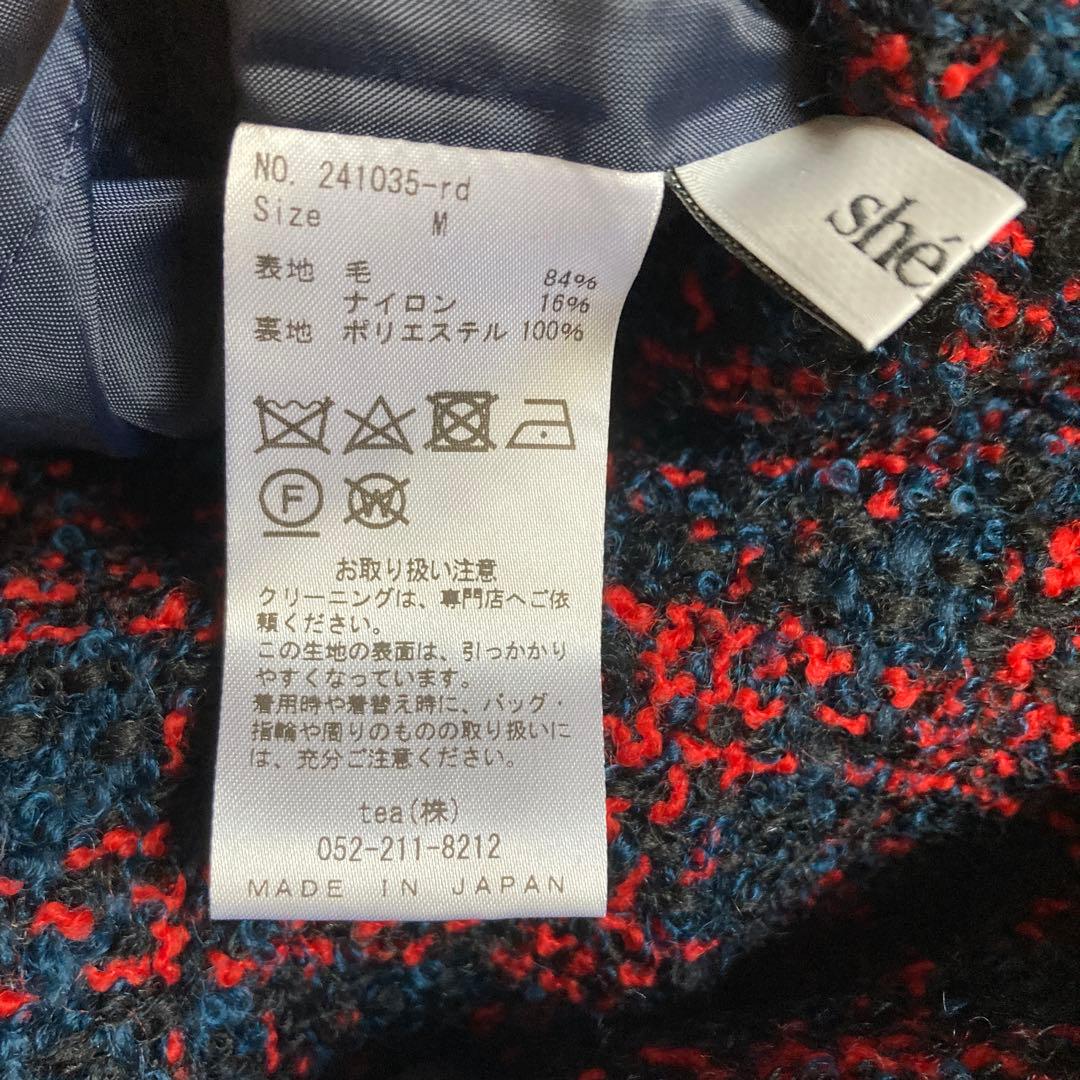 NO. 241035-rd
Size M
表地 毛 84%
ナイロン 16%
裏地 ポリエステル 100%
F
W
お取り扱い注意
クリーニングは、専門店へご依
頼ください。
この生地の表面は、引っかかり
やすくなっています。
着用時や着替え時に、バッグ・
指輪や周りのものの取り扱いに
は、充分ご注意ください。
tea(株)
052-211-8212
MADE IN JAPAN
shé